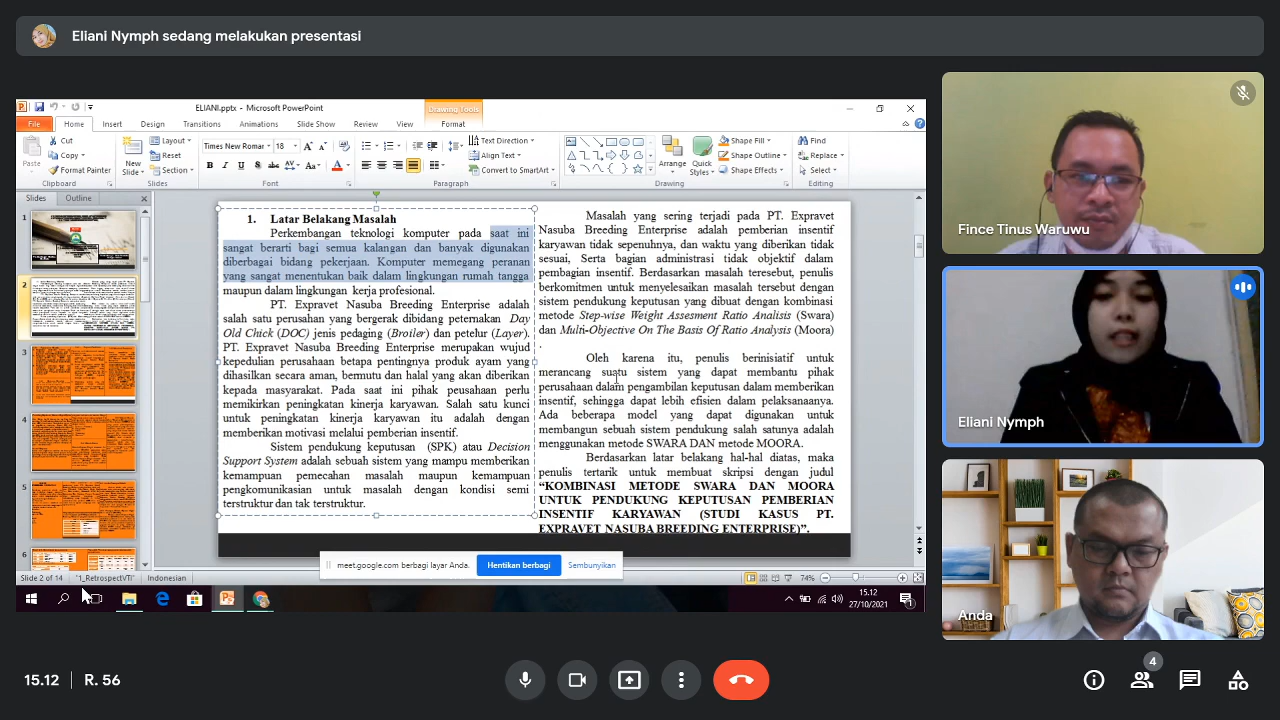 Eliani Nymph sedang melakukan presentasi
ELIANI.pptx - Microsoft PowerPoint
Drawing Tools
File Home Insert Design Transitions Animations Slide Show Review View Format
Cut
Copy
Format Painter
Paste
Clipboard
New
Slide
Layout
Reset
Section
Slides
Times New Roman 18
Font
Text Direction
Align Text
Convert to SmartArt
Paragraph
Arrange
Quick
Styles
Shape Fill
Shape Outline
Shape Effects
Drawing
Find
Replace
Select
Editing
Slides Outline
1
2
3
4
5
6
1. Latar Belakang Masalah
Perkembangan teknologi komputer pada saat ini
sangat berarti bagi semua kalangan dan banyak digunakan
diberbagai bidang pekerjaan. Komputer memegang peranan
yang sangat menentukan baik dalam lingkungan rumah tangga
maupun dalam lingkungan kerja profesional.
PT. Expravet Nasuba Breeding Enterprise adalah
salah satu perusahan yang bergerak dibidang peternakan Day
Old Chick (DOC) jenis pedaging (Broiler) dan petelur (Layer).
PT. Expravet Nasuba Breeding Enterprise merupakan wujud
kepedulian perusahaan betapa pentingnya produk ayam yang
dihasilkan secara aman, bermutu dan halal yang akan diberikan
kepada masyarakat. Pada saat ini pihak peusahaan perlu
memikirkan peningkatan kinerja karyawan. Salah satu kunci
untuk peningkatan kinerja karyawan itu adalah dengan
memberikan motivasi melalui pemberian insentif.
Sistem pendukung keputusan (SPK) atau Decision
Support System adalah sebuah sistem yang mampu memberikan
kemampuan pemecahan masalah maupun kemampuan
pengkomunikasian untuk masalah dengan kondisi semi
terstruktur dan tak terstruktur.
Masalah yang sering terjadi pada PT. Expravet
Nasuba Breeding Enterprise adalah pemberian insentif
karyawan tidak sepenuhnya, dan waktu yang diberikan tidak
sesuai, Serta bagian administrasi tidak objektif dalam
pembagian insentif. Berdasarkan masalah teresebut, penulis
berkomitmen untuk menyelesaikan masalah tersebut dengan
sistem pendukung keputusan yang dibuat dengan kombinasi
metode Step-wise Weight Assesment Ratio Analisis (Swara)
dan Multi-Objective On The Basis Of Ratio Analysis (Moora)
.
Oleh karena itu, penulis berinisiatif untuk
merancang suatu sistem yang dapat membantu pihak
perusahaan dalam pengambilan keputusan dalam memberikan
insentif, sehingga dapat lebih efisien dalam pelaksanaanya.
Ada beberapa model yang dapat digunakan untuk
membangun sebuah sistem pendukung salah satunya adalah
menggunakan metode SWARA DAN metode MOORA.
Berdasarkan latar belakang hal-hal diatas, maka
penulis tertarik untuk membuat skripsi dengan judul
“KOMBINASI METODE SWARA DAN MOORA
UNTUK PENDUKUNG KEPUTUSAN PEMBERIAN
INSENTIF KARYAWAN (STUDI KASUS PT.
EXPRAVET NASUBA BREEDING ENTERPRISE)”.
meet.google.com berbagi layar Anda. Hentikan berbagi Sembunyikan
Slide 2 of 14 "1_RetrospectVTI" Indonesian 74%
15.12
27/10/2021
Fince Tinus Waruwu
Eliani Nymph
Anda
15.12 | R. 56
4